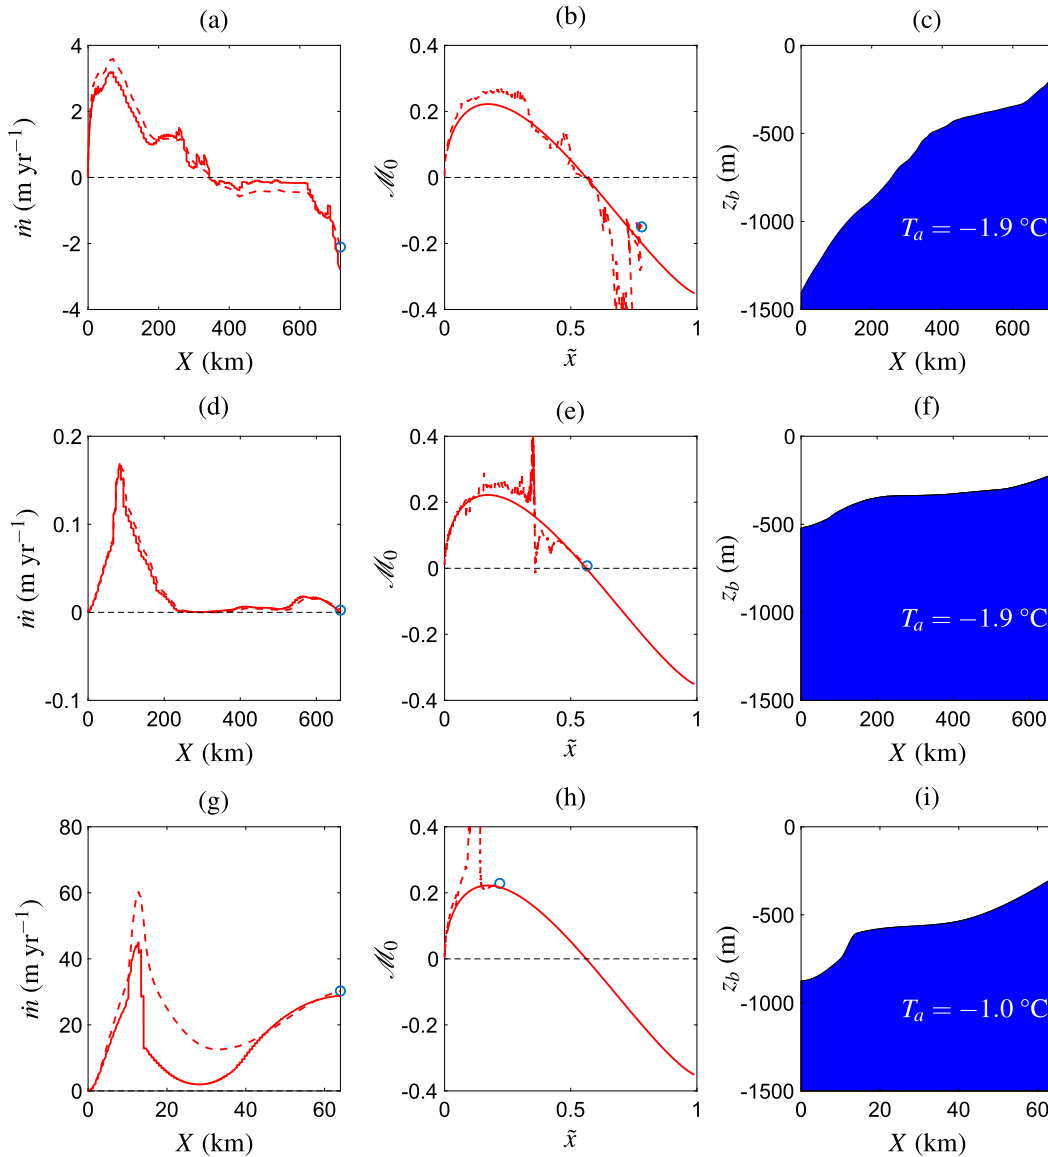 (a)
(b)
(c)
4
2
0
-2
-4
ṁ (m yr⁻¹)
0 200 400 600
X (km)
0.4
0.2
0
-0.2
-0.4
ℳ₀
0 0.5 1
x̃
0
-500
-1000
-1500
z_b (m)
T_a = −1.9 °C
0 200 400 600
X (km)
(d)
(e)
(f)
0.2
0.1
0
-0.1
ṁ (m yr⁻¹)
0 200 400 600
X (km)
0.4
0.2
0
-0.2
-0.4
ℳ₀
0 0.5 1
x̃
0
-500
-1000
-1500
z_b (m)
T_a = −1.9 °C
0 200 400 600
X (km)
(g)
(h)
(i)
80
60
40
20
0
ṁ (m yr⁻¹)
0 20 40 60
X (km)
0.4
0.2
0
-0.2
-0.4
ℳ₀
0 0.5 1
x̃
0
-500
-1000
-1500
z_b (m)
T_a = −1.0 °C
0 20 40 60
X (km)